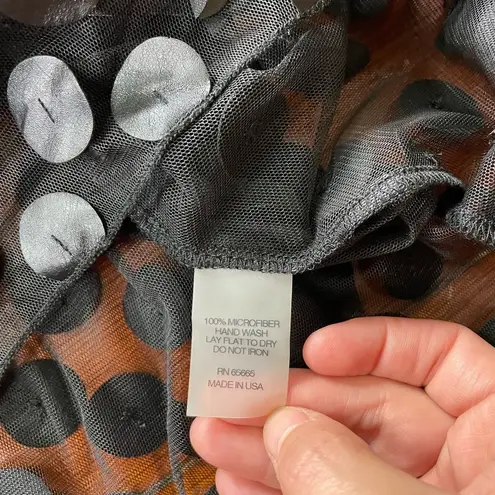 100% MICROFIBER
HAND WASH
LAY FLAT TO DRY
DO NOT IRON
RN 65665
MADE IN USA